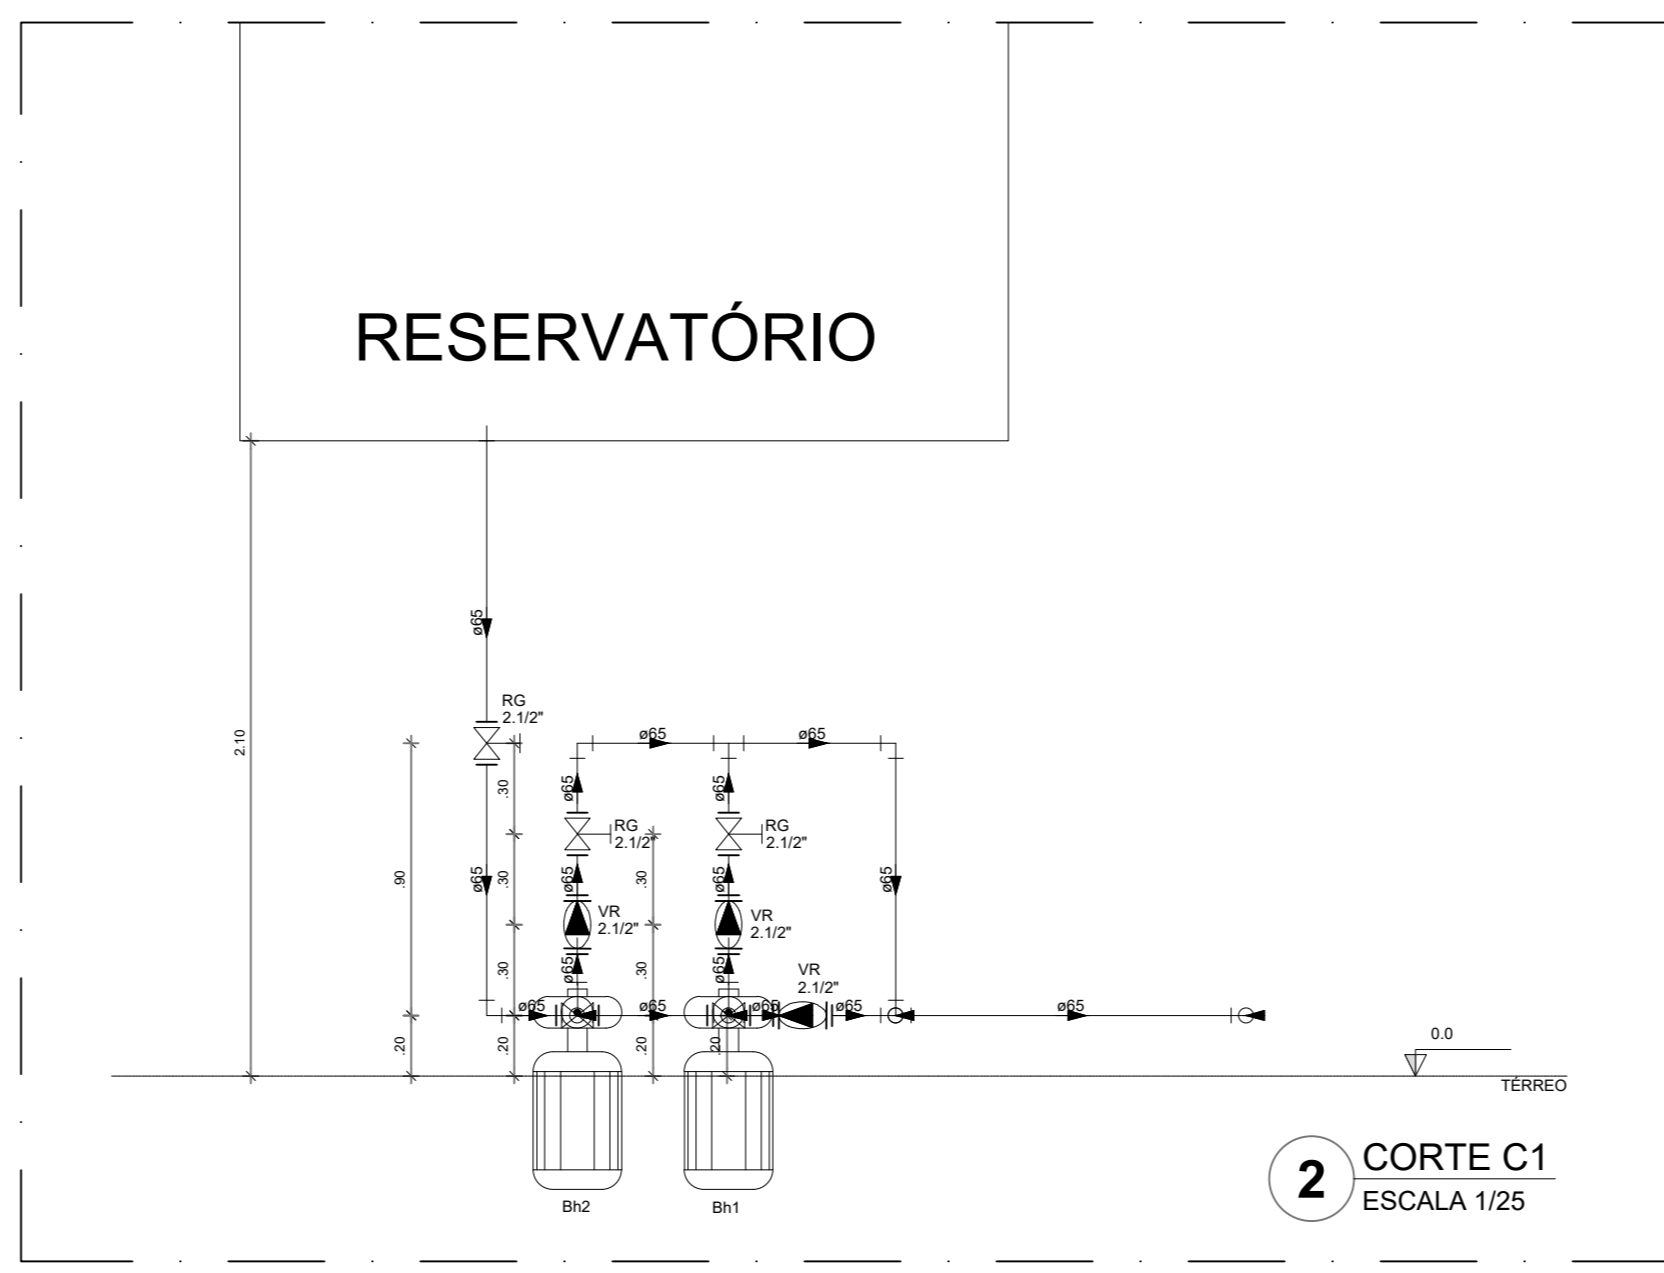 RESERVATÓRIO
ø65
RG
2.1/2"
ø65
ø65
2.10
.30
ø65
ø65
RG
2.1/2"
RG
2.1/2"
.90
ø65
.30
ø65
.30
ø65
ø65
VR
2.1/2"
VR
2.1/2"
.30
ø65
.30
ø65
VR
2.1/2"
ø65
ø65
ø65
ø65
ø65
.20
.20
.20
.20
0.0
TÉRREO
Bh2
Bh1
2
CORTE C1
ESCALA 1/25